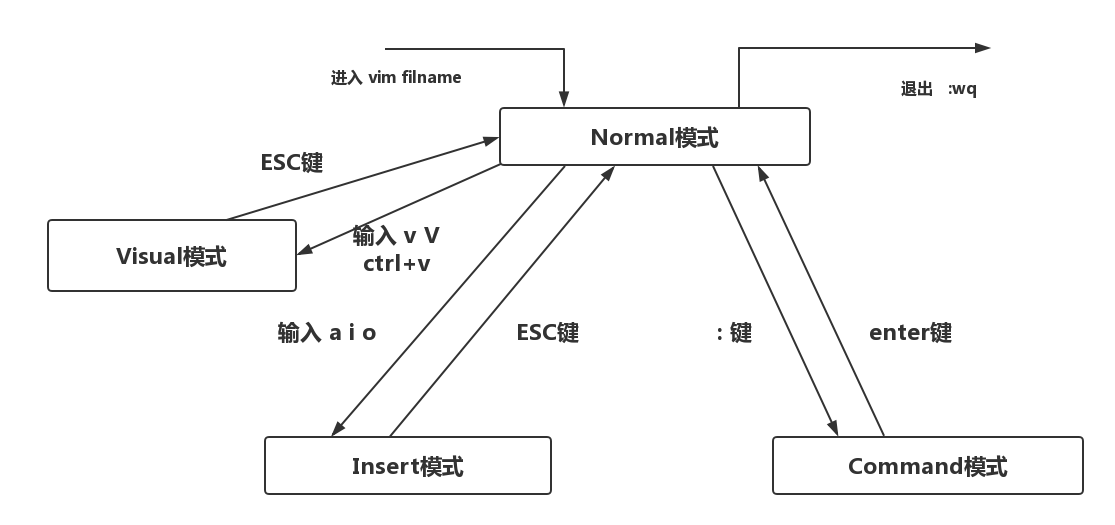 进入 vim filname
退出 :wq
Normal模式
ESC键
输入 v V
ctrl+v
Visual模式
输入 a i o
ESC键
: 键
enter键
Insert模式
Command模式